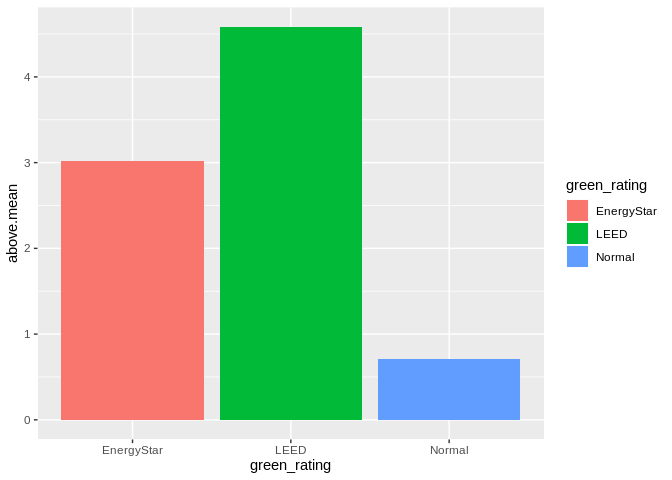 above.mean
4
3
2
1
0
EnergyStar LEED Normal
green_rating
green_rating
EnergyStar
LEED
Normal